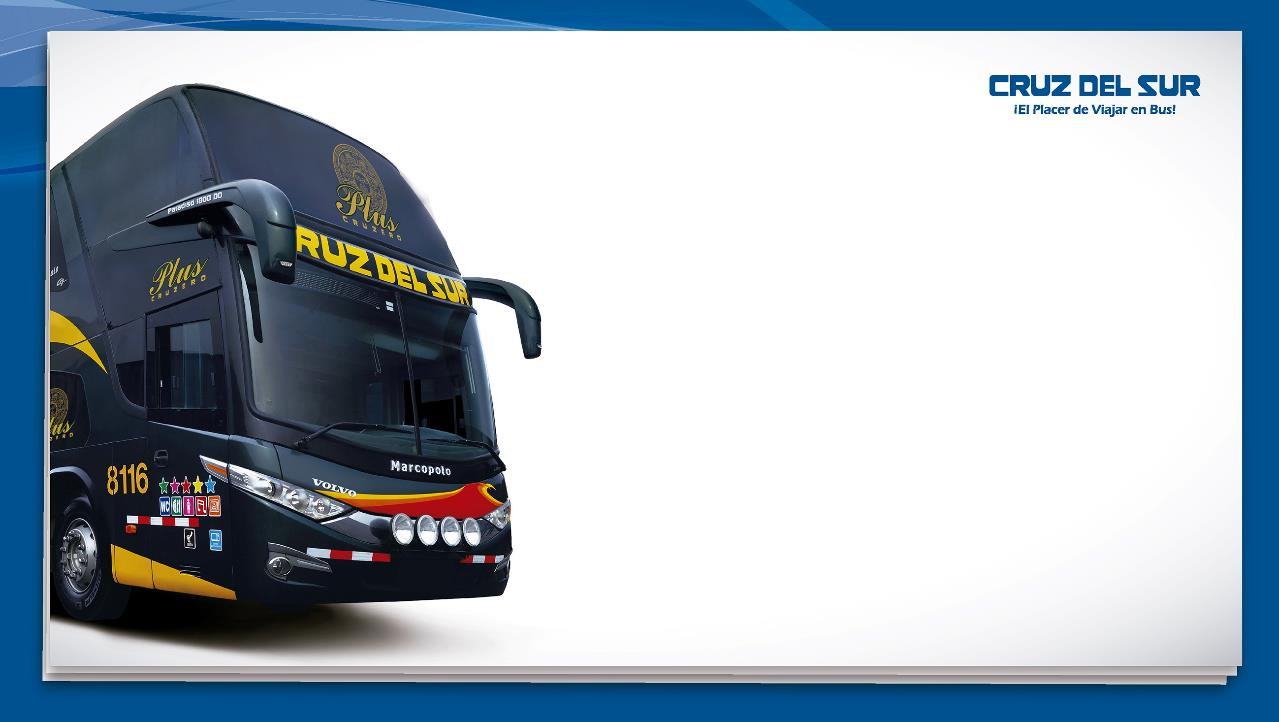 CRUZ DEL SUR
¡El Placer de Viajar en Bus!
Plus
CRUZERO
Paradiso 1800 DD
RUZ DEL SUR
Plus
CRUZERO
Marcopolo
VOLVO
8116
WC